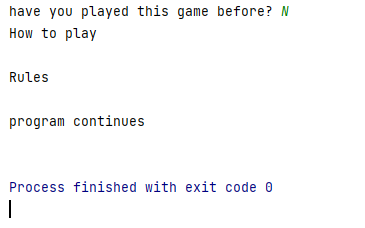 have you played this game before? N
How to play
Rules
program continues
Process finished with exit code 0